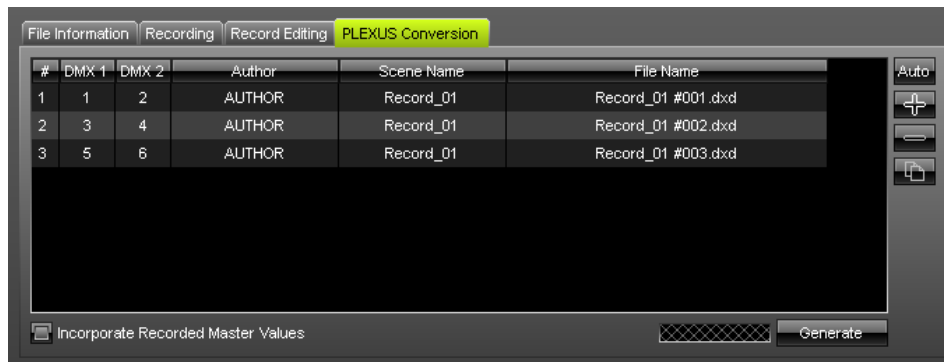 File Information Recording Record Editing PLEXUS Conversion
# DMX 1 DMX 2 Author Scene Name File Name Auto
1 1 2 AUTHOR Record_01 Record_01 #001.dxd
2 3 4 AUTHOR Record_01 Record_01 #002.dxd
3 5 6 AUTHOR Record_01 Record_01 #003.dxd
Incorporate Recorded Master Values Generate